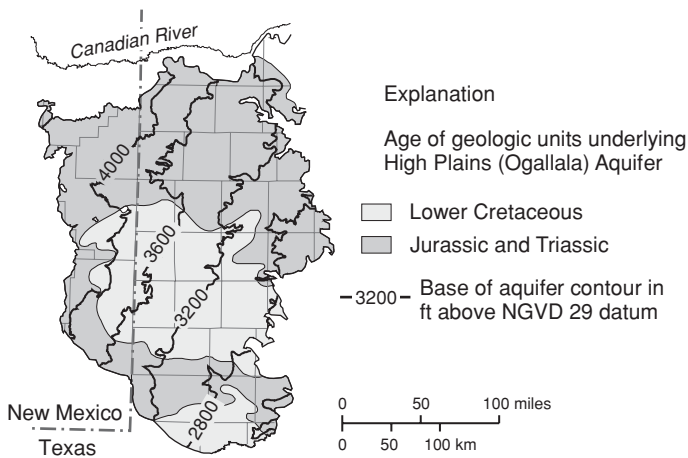 Canadian River
4000
3600
3200
2800
New Mexico
Texas
Explanation
Age of geologic units underlying
High Plains (Ogallala) Aquifer
Lower Cretaceous
Jurassic and Triassic
3200
Base of aquifer contour in
ft above NGVD 29 datum
0 50 100 miles
0 50 100 km